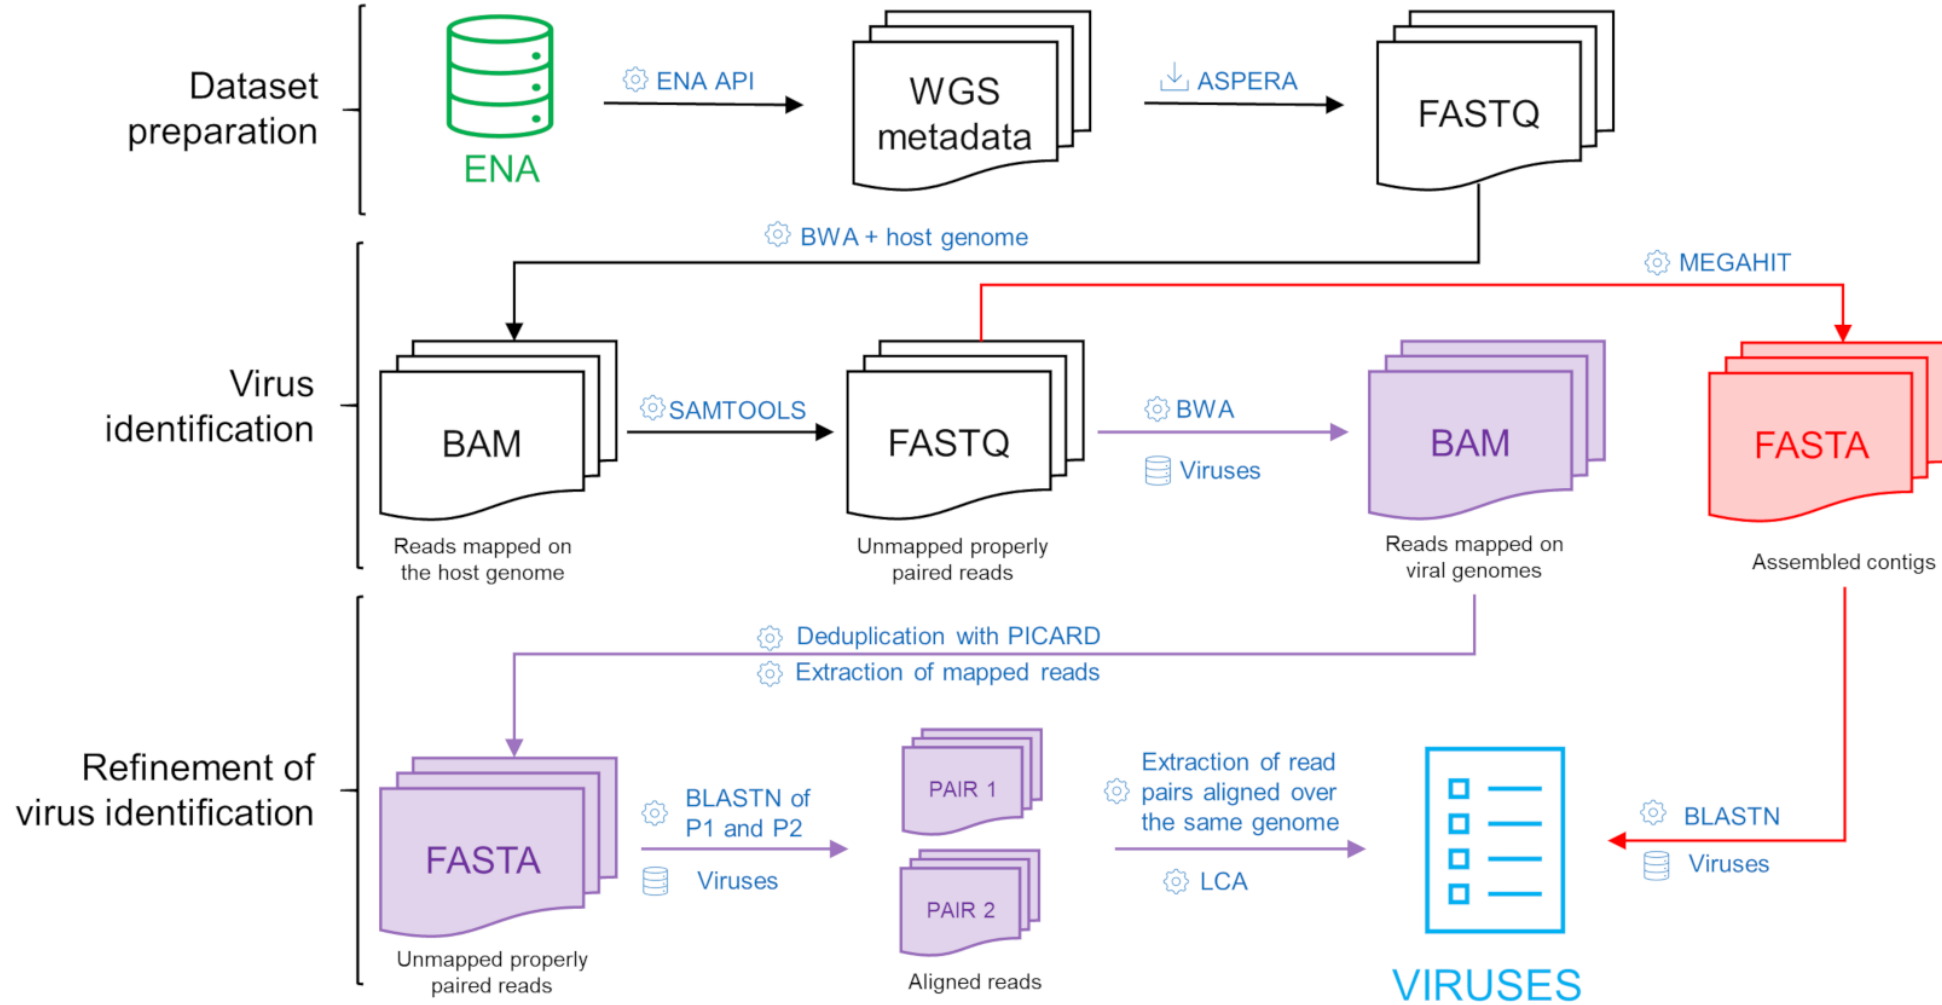 Dataset
preparation
ENA
ENA API
WGS
metadata
ASPERA
FASTQ
BWA + host genome
MEGAHIT
Virus
identification
BAM
SAMTOOLS
FASTQ
BWA
Viruses
BAM
FASTA
Reads mapped on
the host genome
Unmapped properly
paired reads
Reads mapped on
viral genomes
Assembled contigs
Deduplication with PICARD
Extraction of mapped reads
Refinement of
virus identification
FASTA
BLASTN of
P1 and P2
Viruses
PAIR 1
PAIR 2
Extraction of read
pairs aligned over
the same genome
LCA
BLASTN
Viruses
Unmapped properly
paired reads
Aligned reads
VIRUSES